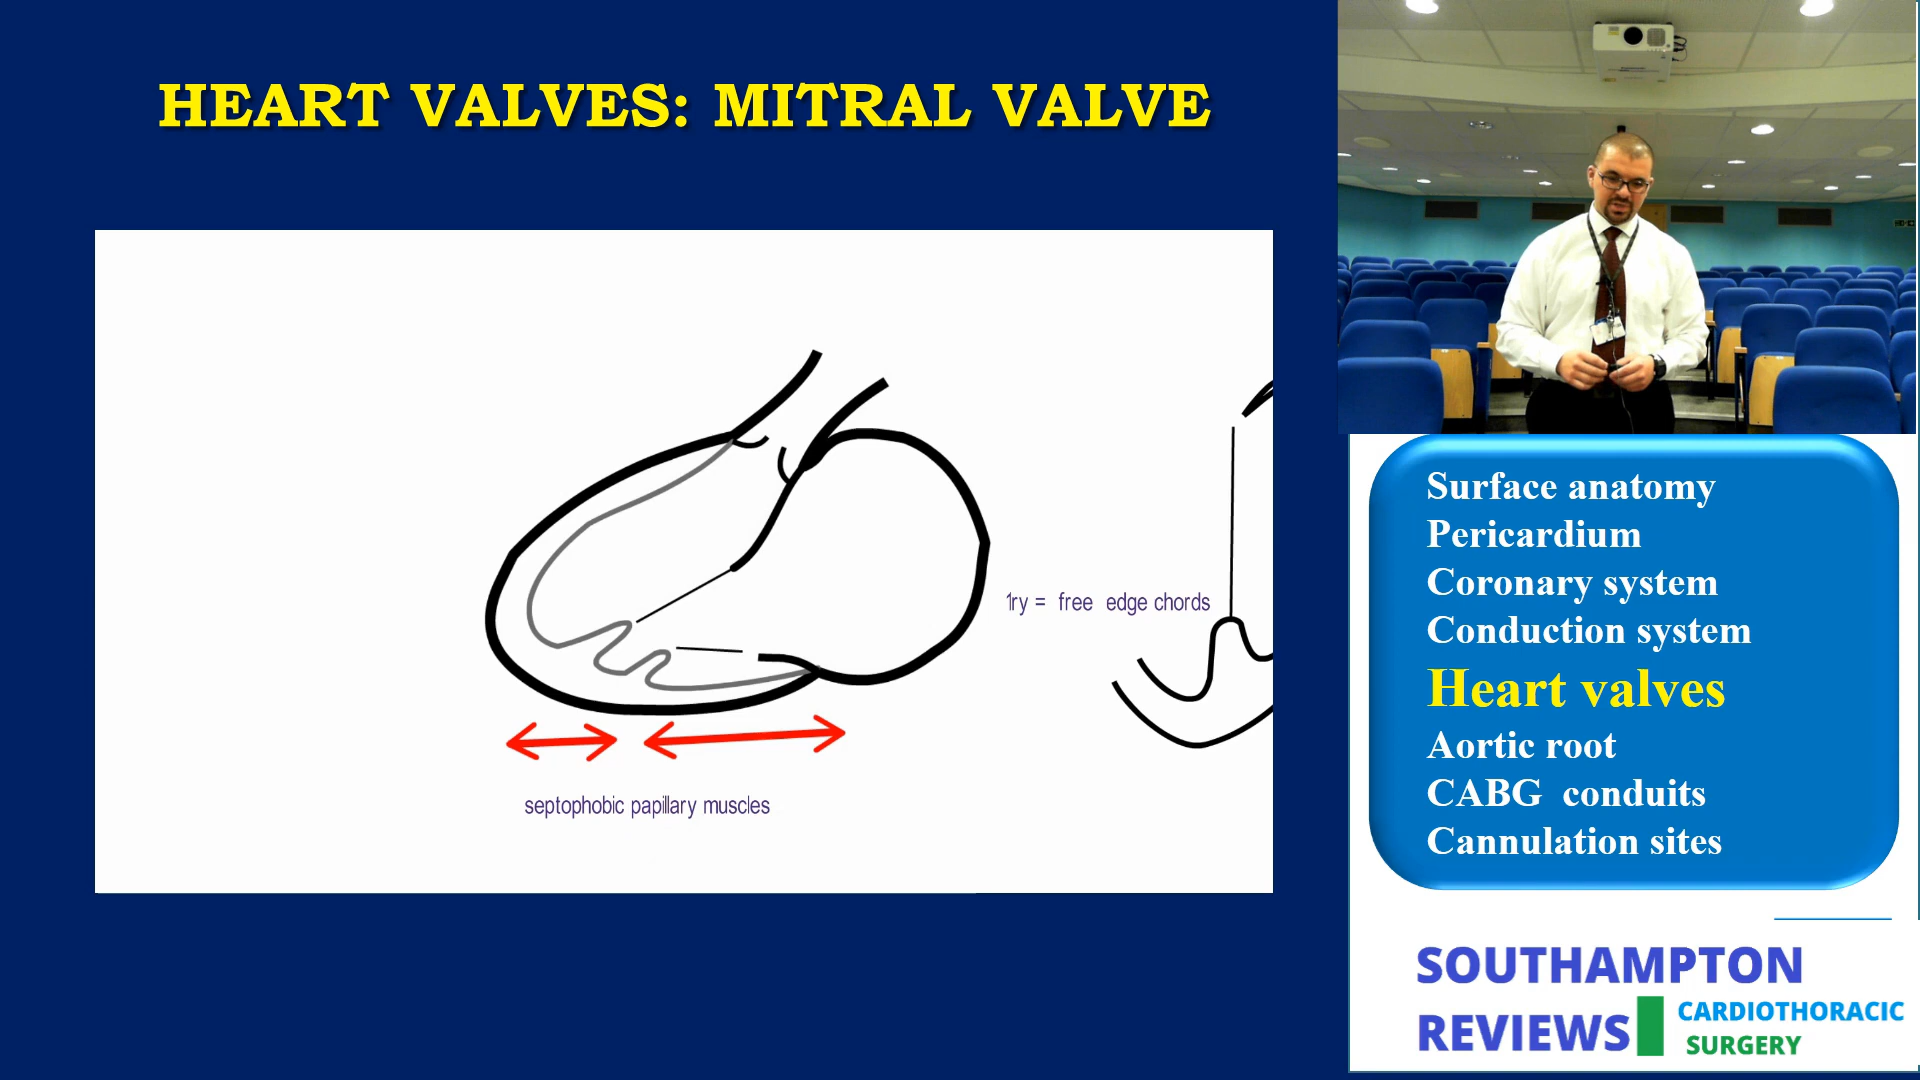 HEART VALVES: MITRAL VALVE
1ry = free edge chords
septophobic papillary muscles
Surface anatomy
Pericardium
Coronary system
Conduction system
Heart valves
Aortic root
CABG conduits
Cannulation sites
SOUTHAMPTON
REVIEWS
CARDIOTHORACIC
SURGERY